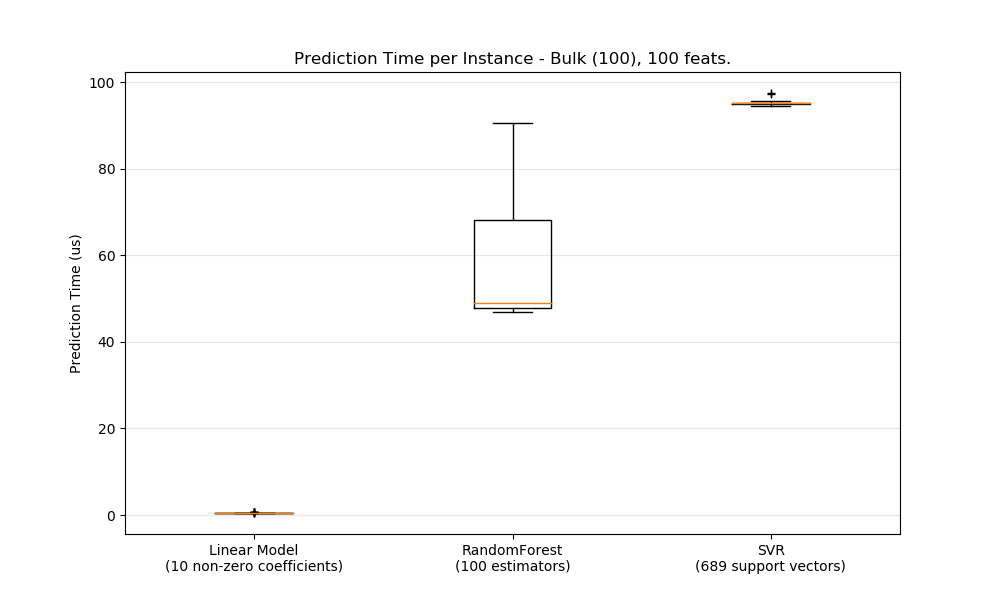 Prediction Time per Instance - Bulk (100), 100 feats.
Prediction Time (us)
100
80
60
40
20
0
Linear Model
(10 non-zero coefficients)
RandomForest
(100 estimators)
SVR
(689 support vectors)